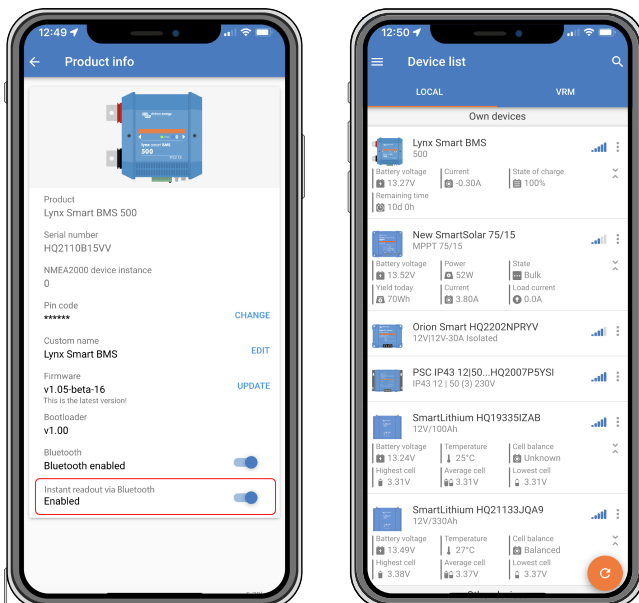 12:49
Product info
victron energy
lynx smart BMS
500
Product
Lynx Smart BMS 500
Serial number
HQ2110B15VV
NMEA2000 device instance
0
Pin code
******
CHANGE
Custom name
Lynx Smart BMS
EDIT
Firmware
v1.05-beta-16
UPDATE
This is the latest version!
Bootloader
v1.00
Bluetooth
Bluetooth enabled
Instant readout via Bluetooth
Enabled
12:50
Device list
LOCAL VRM
Own devices
Lynx Smart BMS
500
Battery voltage Current State of charge
13.27V -0.30A 100%
Remaining time
10d 0h
New SmartSolar 75/15
MPPT 75/15
Battery voltage Power State
13.52V 52W Bulk
Yield today Current Load current
70Wh 3.80A 0.0A
Orion Smart HQ2202NPRYV
12V|12V-30A Isolated
PSC IP43 12|50...HQ2007P5YSI
IP43 12 | 50 (3) 230V
SmartLithium HQ19335IZAB
12V/100Ah
Battery voltage Temperature Cell balance
13.24V 25°C Unknown
Highest cell Average cell Lowest cell
3.31V 3.31V 3.31V
SmartLithium HQ21133JQA9
12V/330Ah
Battery voltage Temperature Cell balance
13.49V 27°C Balanced
Highest cell Average cell Lowest cell
3.38V 3.37V 3.37V